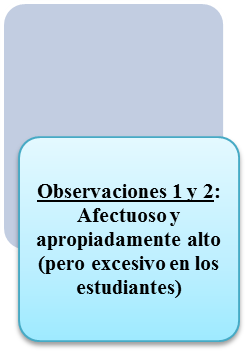 Observaciones 1 y 2:
Afectuoso y
apropiadamente alto
(pero excesivo en los
estudiantes)